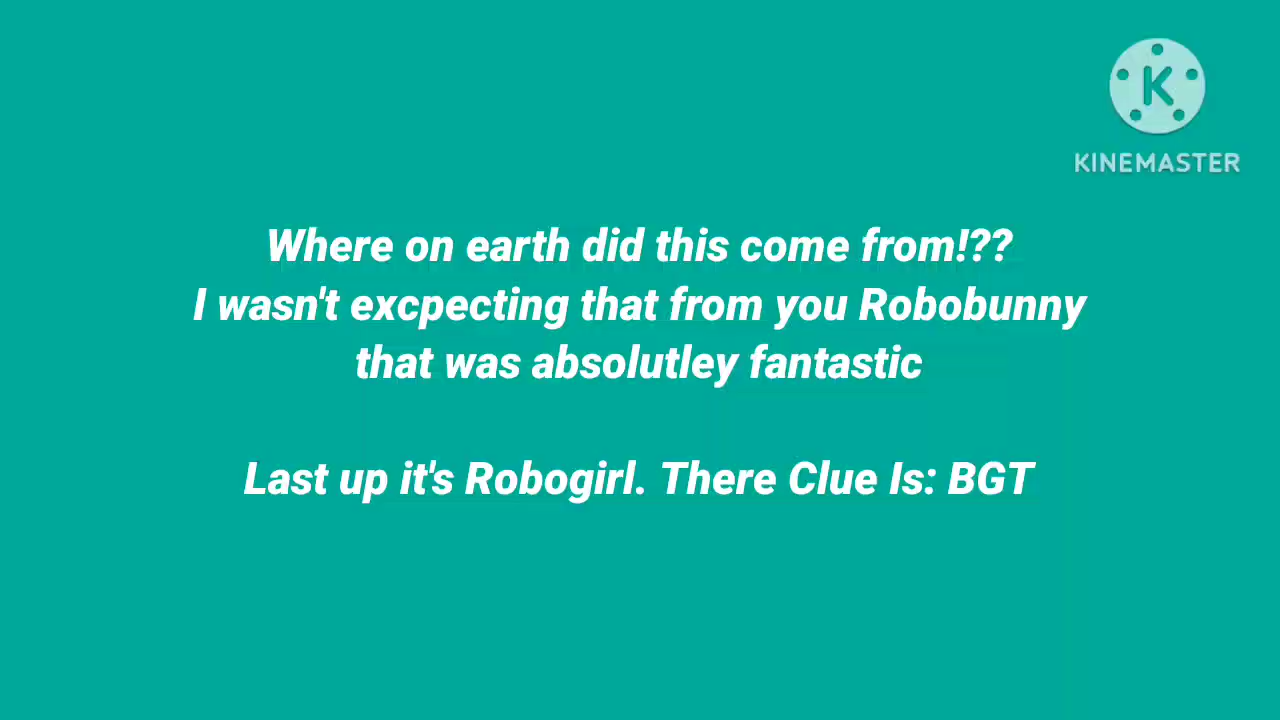 K
KINEMASTER
Where on earth did this come from!??
I wasn't excpecting that from you Robobunny
that was absolutley fantastic
Last up it's Robogirl. There Clue Is: BGT